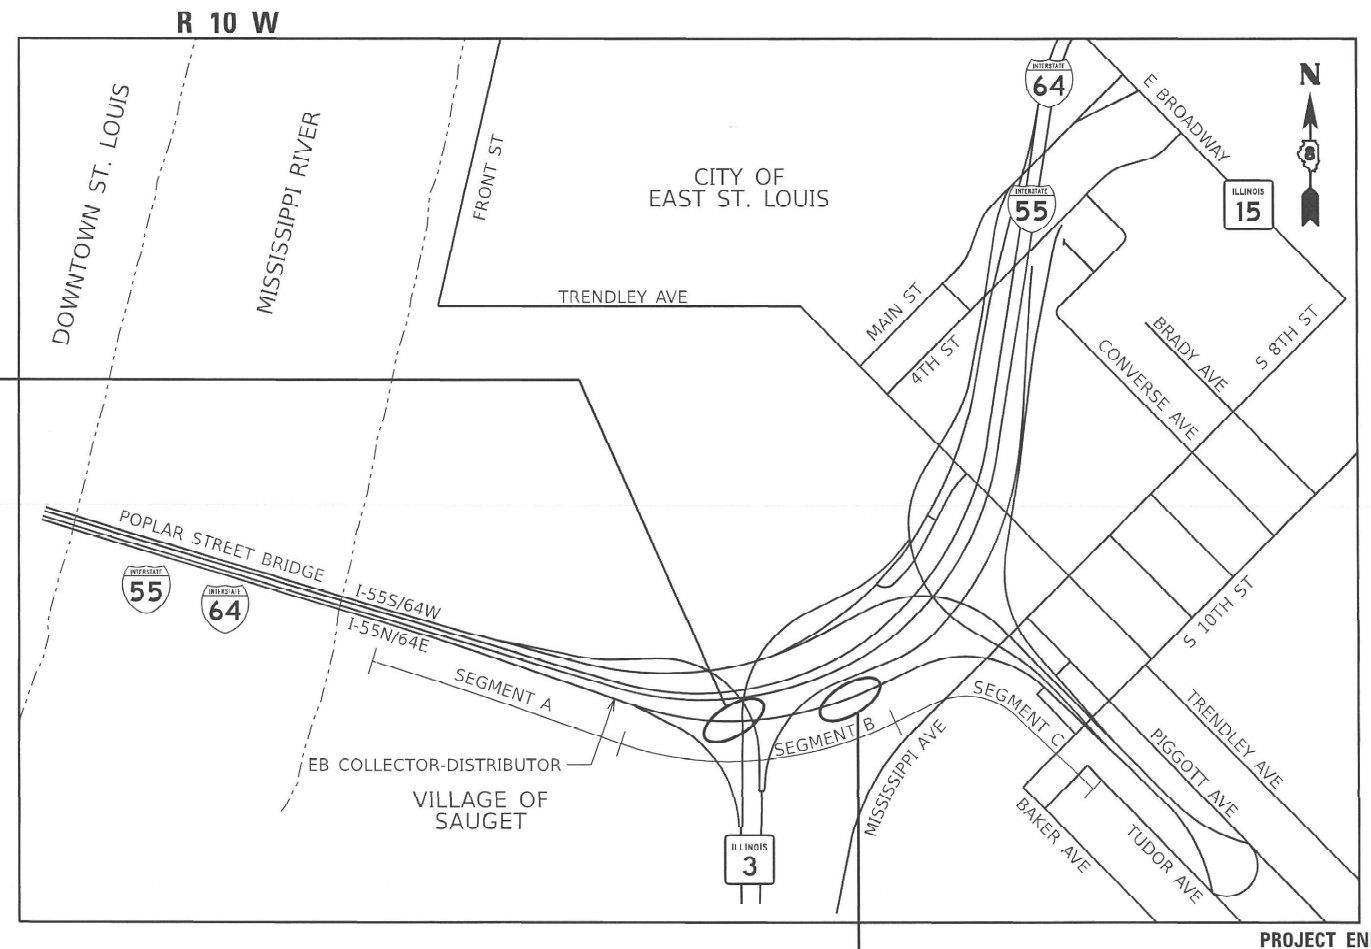 R 10 W
DOWNTOWN ST. LOUIS
MISSISSIPPI RIVER
FRONT ST
CITY OF
EAST ST. LOUIS
INTERSTATE
64
INTERSTATE
55
E BROADWAY
ILLINOIS
15
N
8
TRENDLEY AVE
MAIN ST
4TH ST
BRADY AVE
CONVERSE AVE
S 8TH ST
POPLAR STREET BRIDGE
INTERSTATE
55
INTERSTATE
64
I-55S/64W
I-55N/64E
SEGMENT A
SEGMENT B
SEGMENT C
S 10TH ST
TRENDLEY AVE
PIGGOTT AVE
MISSISSIPPI AVE
EB COLLECTOR-DISTRIBUTOR
VILLAGE OF
SAUGET
ILLINOIS
3
BAKER AVE
TUDOR AVE
PROJECT EN